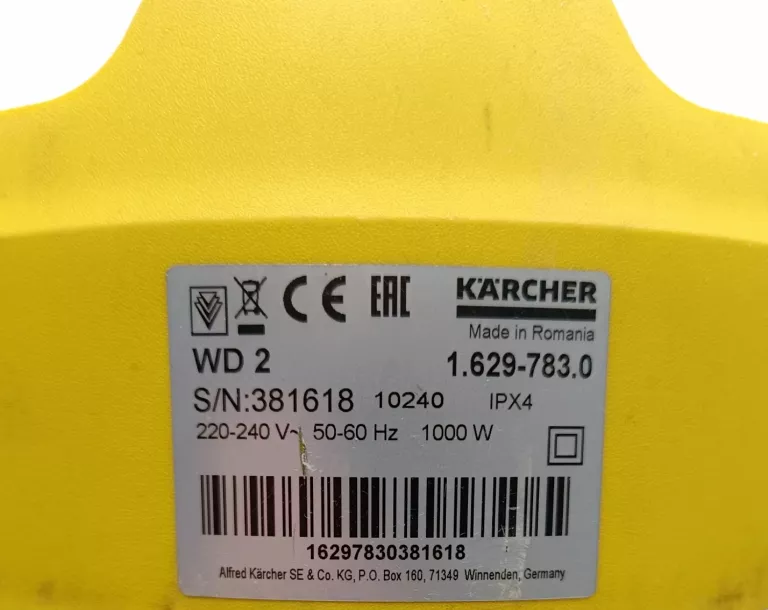 CE EAC KÄRCHER
Made in Romania
WD 2 1.629-783.0
S/N:381618 10240 IPX4
220-240 V~ 50-60 Hz 1000 W
16297830381618
Alfred Kärcher SE & Co. KG, P.O. Box 160, 71349 Winnenden, Germany